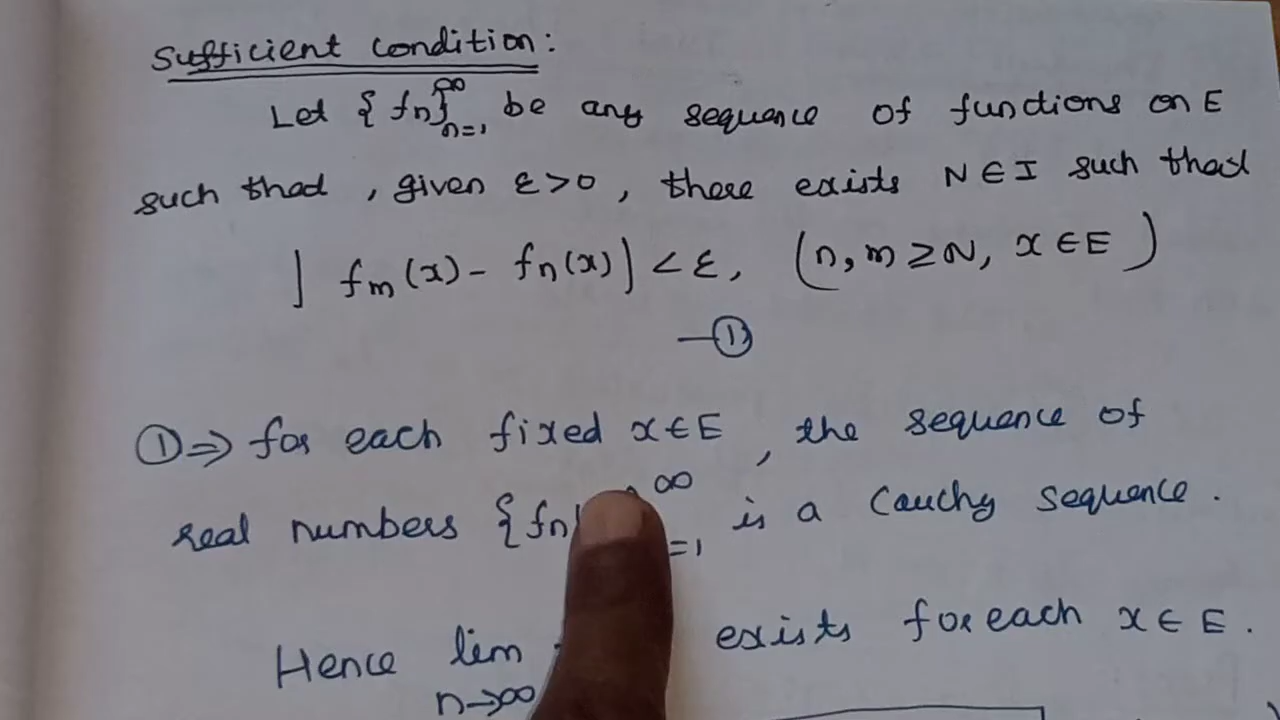 Sufficient condition:
Let {fn}∞n=1 be any sequence of functions on E
such that, given ε>0, there exists N∈I such that
|fm(x)-fn(x)|<ε, (n,m≥N, x∈E)
—①
①⇒ for each fixed x∈E, the sequence of
real numbers {fn ∞ =1 is a Cauchy sequence.
Hence lim n→∞ exists for each x∈E.